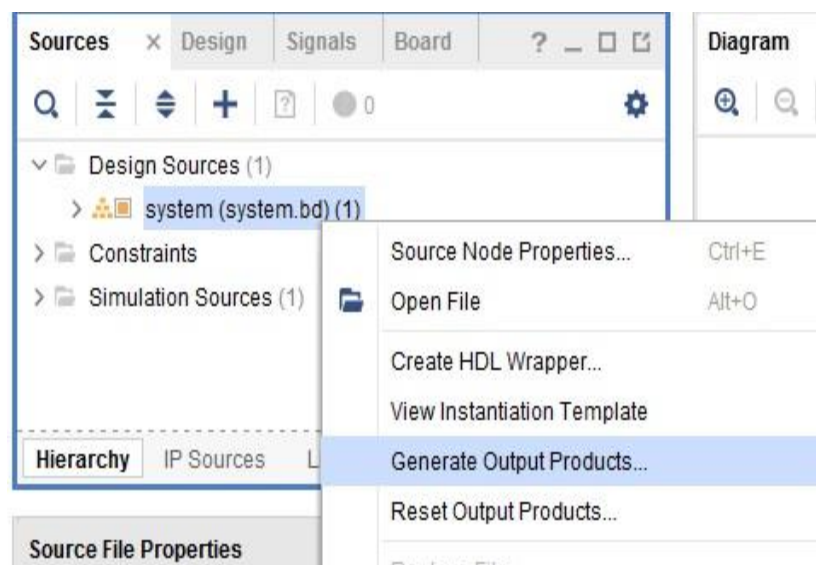 Sources × Design Signals Board ? Diagram
0
Design Sources (1)
system (system.bd) (1)
Constraints
Simulation Sources (1)
Source Node Properties... Ctrl+E
Open File Alt+O
Create HDL Wrapper...
View Instantiation Template
Generate Output Products...
Reset Output Products...
Hierarchy IP Sources L
Source File Properties